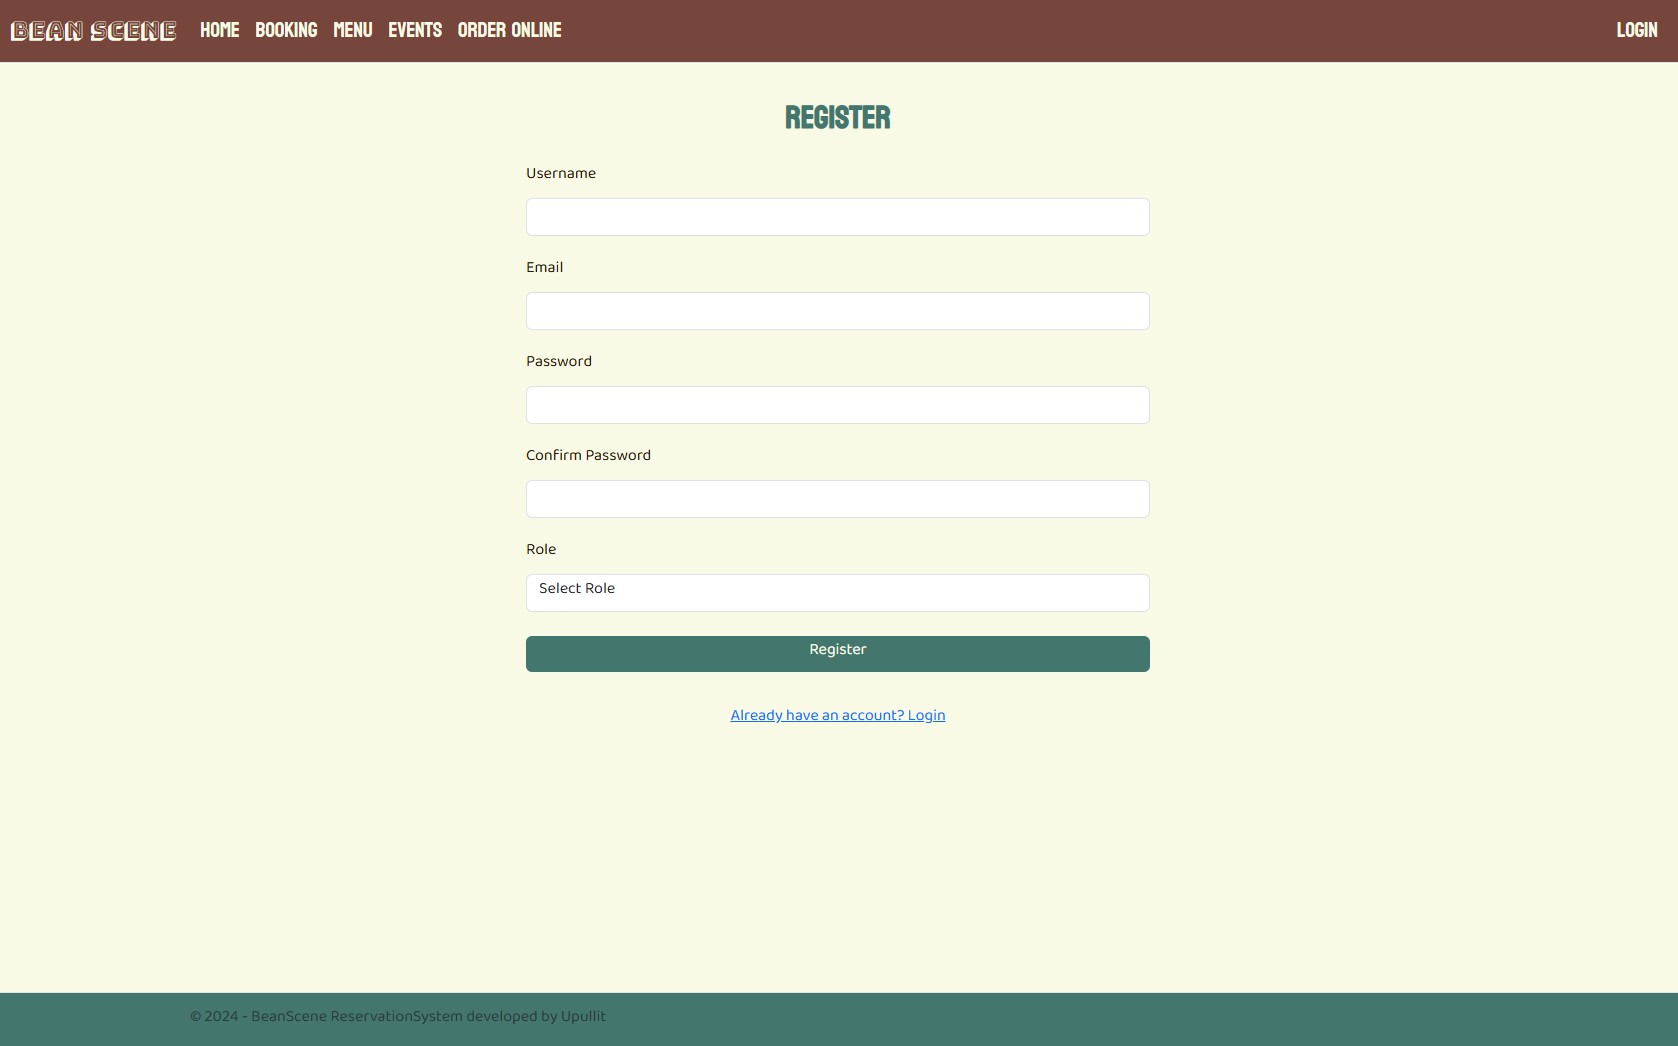 BEAN SCENE HOME BOOKING MENU EVENTS ORDER ONLINE LOGIN
REGISTER
Username
Email
Password
Confirm Password
Role
Select Role
Register
Already have an account? Login
© 2024 - BeanScene ReservationSystem developed by Upullit